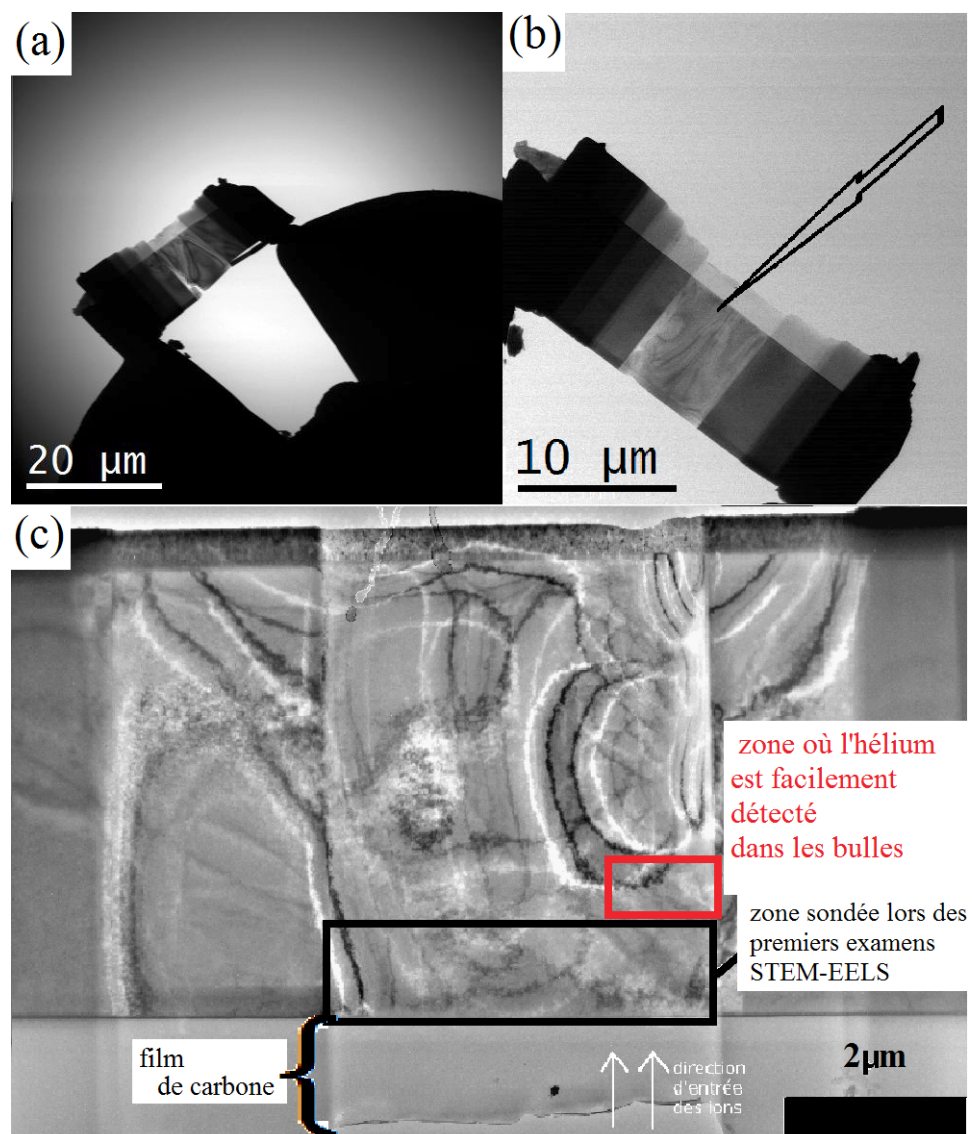 (a)
20 µm
(b)
10 µm
(c)
zone où l'hélium
est facilement
détecté
dans les bulles
zone sondée lors des
premiers examens
STEM-EELS
film
de carbone
direction
d'entrée
des ions
2µm